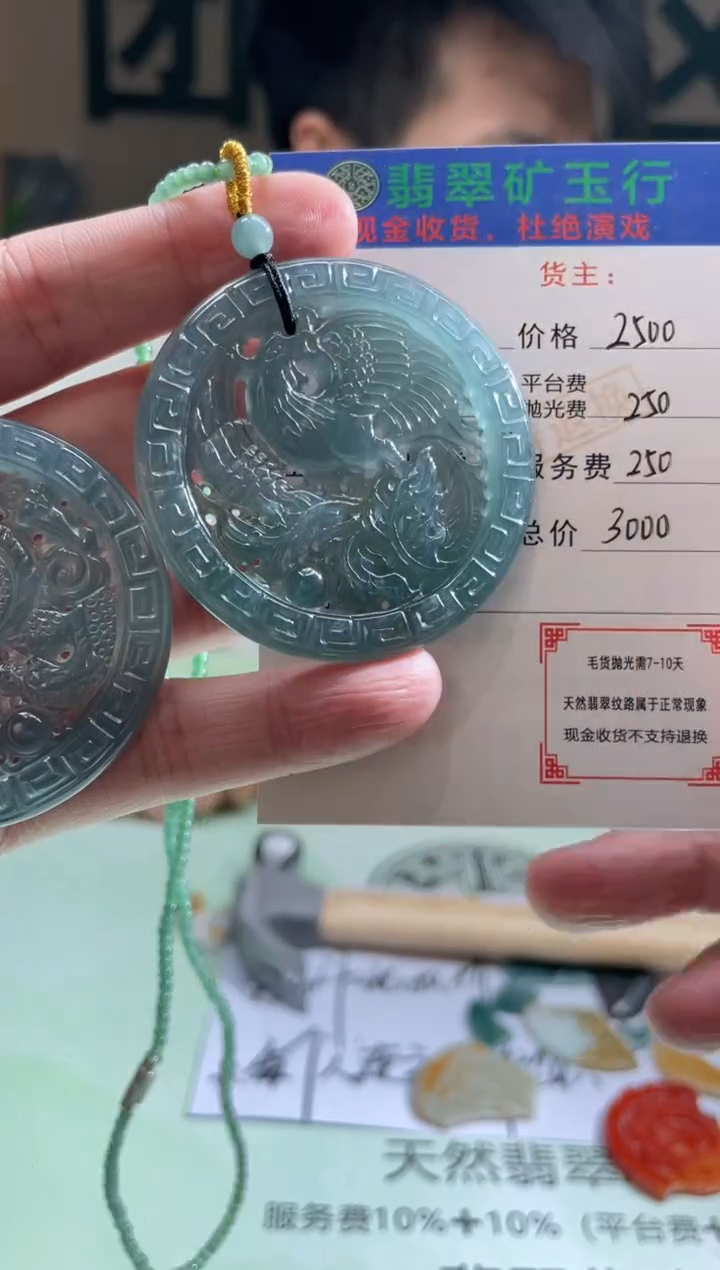 团
翡翠矿玉行
现金收货，杜绝演戏
货主：
价格 2500
平台费
抛光费 250
服务费 250
总价 3000
毛货抛光需7-10天
天然翡翠纹路属于正常现象
现金收货不支持退换
天然翡翠
服务费10%+10%（平台费+